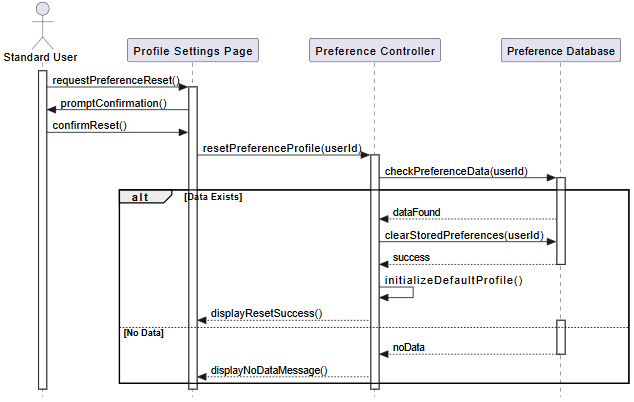 Standard User
Profile Settings Page
Preference Controller
Preference Database
requestPreferenceReset()
promptConfirmation()
confirmReset()
resetPreferenceProfile(userId)
checkPreferenceData(userId)
alt [Data Exists]
dataFound
clearStoredPreferences(userId)
success
initializeDefaultProfile()
displayResetSuccess()
[No Data]
noData
displayNoDataMessage()